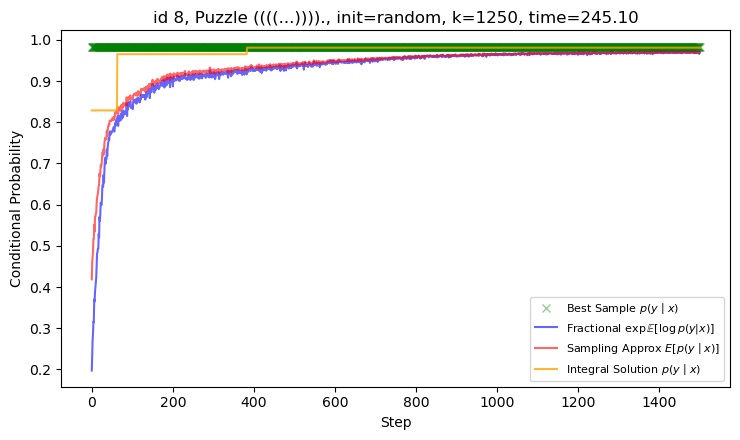 id 8, Puzzle ((((...))))., init=random, k=1250, time=245.10
Conditional Probability
1.0
0.9
0.8
0.7
0.6
0.5
0.4
0.3
0.2
0 200 400 600 800 1000 1200 1400
Step
Best Sample p(y | x)
Fractional exp𝔼[log p(y|x)]
Sampling Approx E[p(y | x)]
Integral Solution p(y | x)